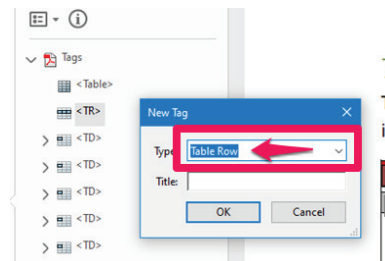 Tags
<Table>
<TR>
New Tag
<TD>
Type:
Table Row
<TD>
Title:
<TD>
OK
Cancel
<TD>
<TD>